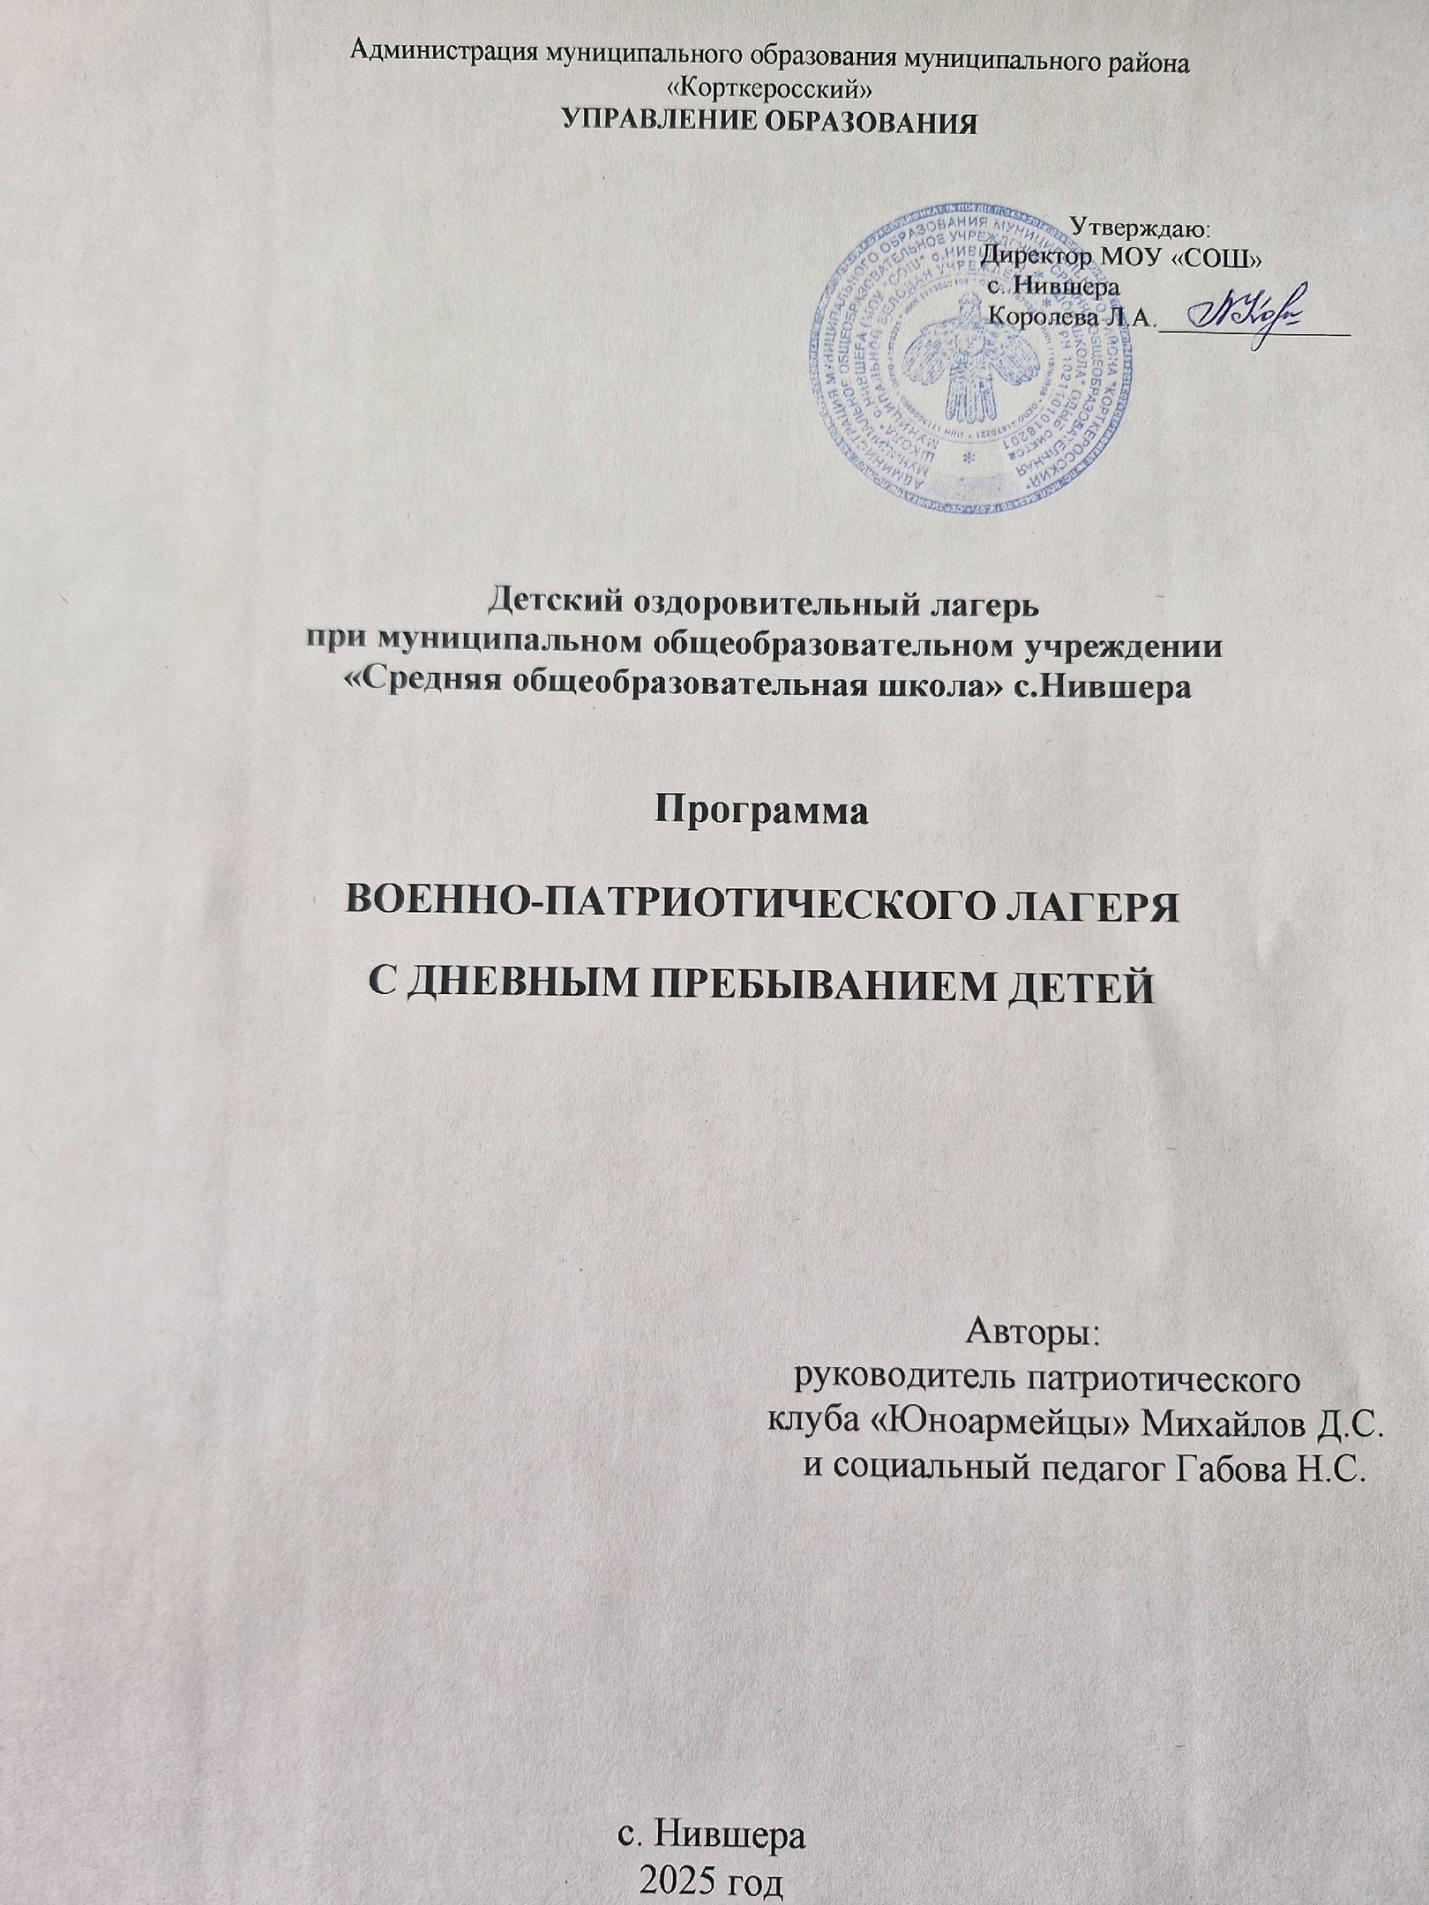 Администрация муниципального образования муниципального района
«Корткеросский»
УПРАВЛЕНИЕ ОБРАЗОВАНИЯ
Утверждаю:
Директор МОУ «СОШ»
с. Нившера
Королева Л.А.
Детский оздоровительный лагерь
при муниципальном общеобразовательном учреждении
«Средняя общеобразовательная школа» с.Нившера
Программа
ВОЕННО-ПАТРИОТИЧЕСКОГО ЛАГЕРЯ
С ДНЕВНЫМ ПРЕБЫВАНИЕМ ДЕТЕЙ
Авторы:
руководитель патриотического
клуба «Юноармейцы» Михайлов Д.С.
и социальный педагог Габова Н.С.
с. Нившера
2025 год